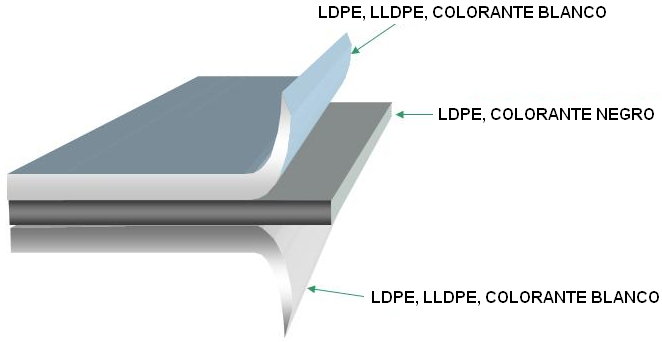 LDPE, LLDPE, COLORANTE BLANCO
LDPE, COLORANTE NEGRO
LDPE, LLDPE, COLORANTE BLANCO